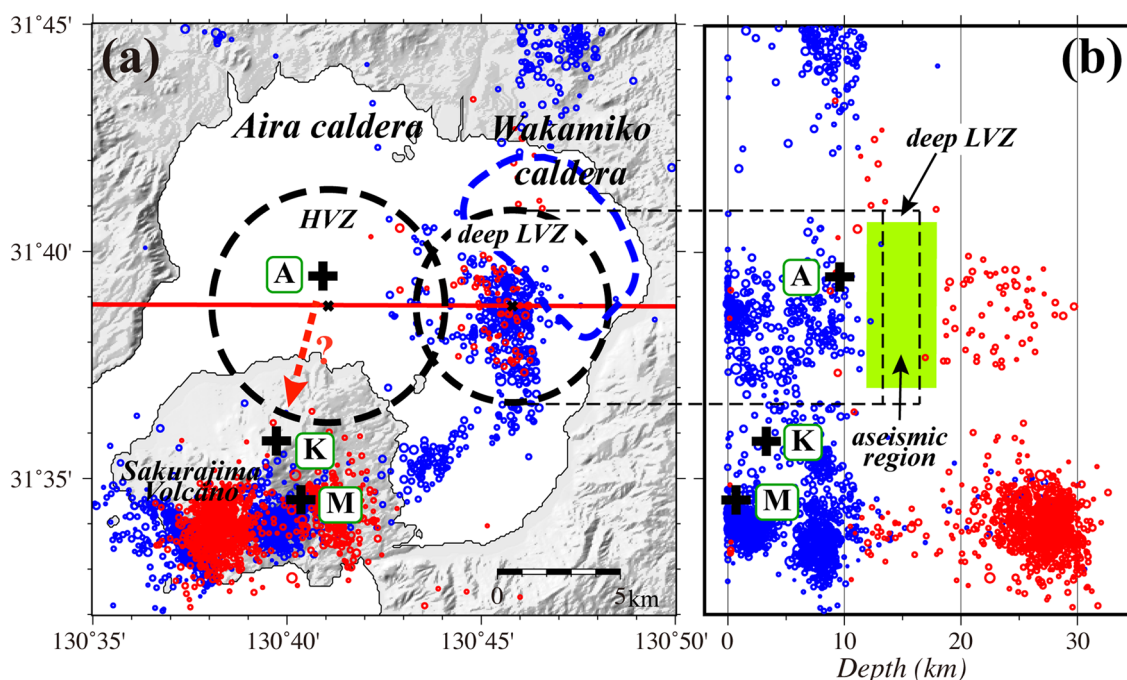 31°45'
31°40'
31°35'
(a)
Aira caldera
Wakamiko
caldera
HVZ
deep LVZ
A
?
K
Sakurajima
Volcano
M
0
5km
130°35'
130°40'
130°45'
130°50'
(b)
deep LVZ
A
K
aseismic
region
M
0
10
20
30
Depth (km)